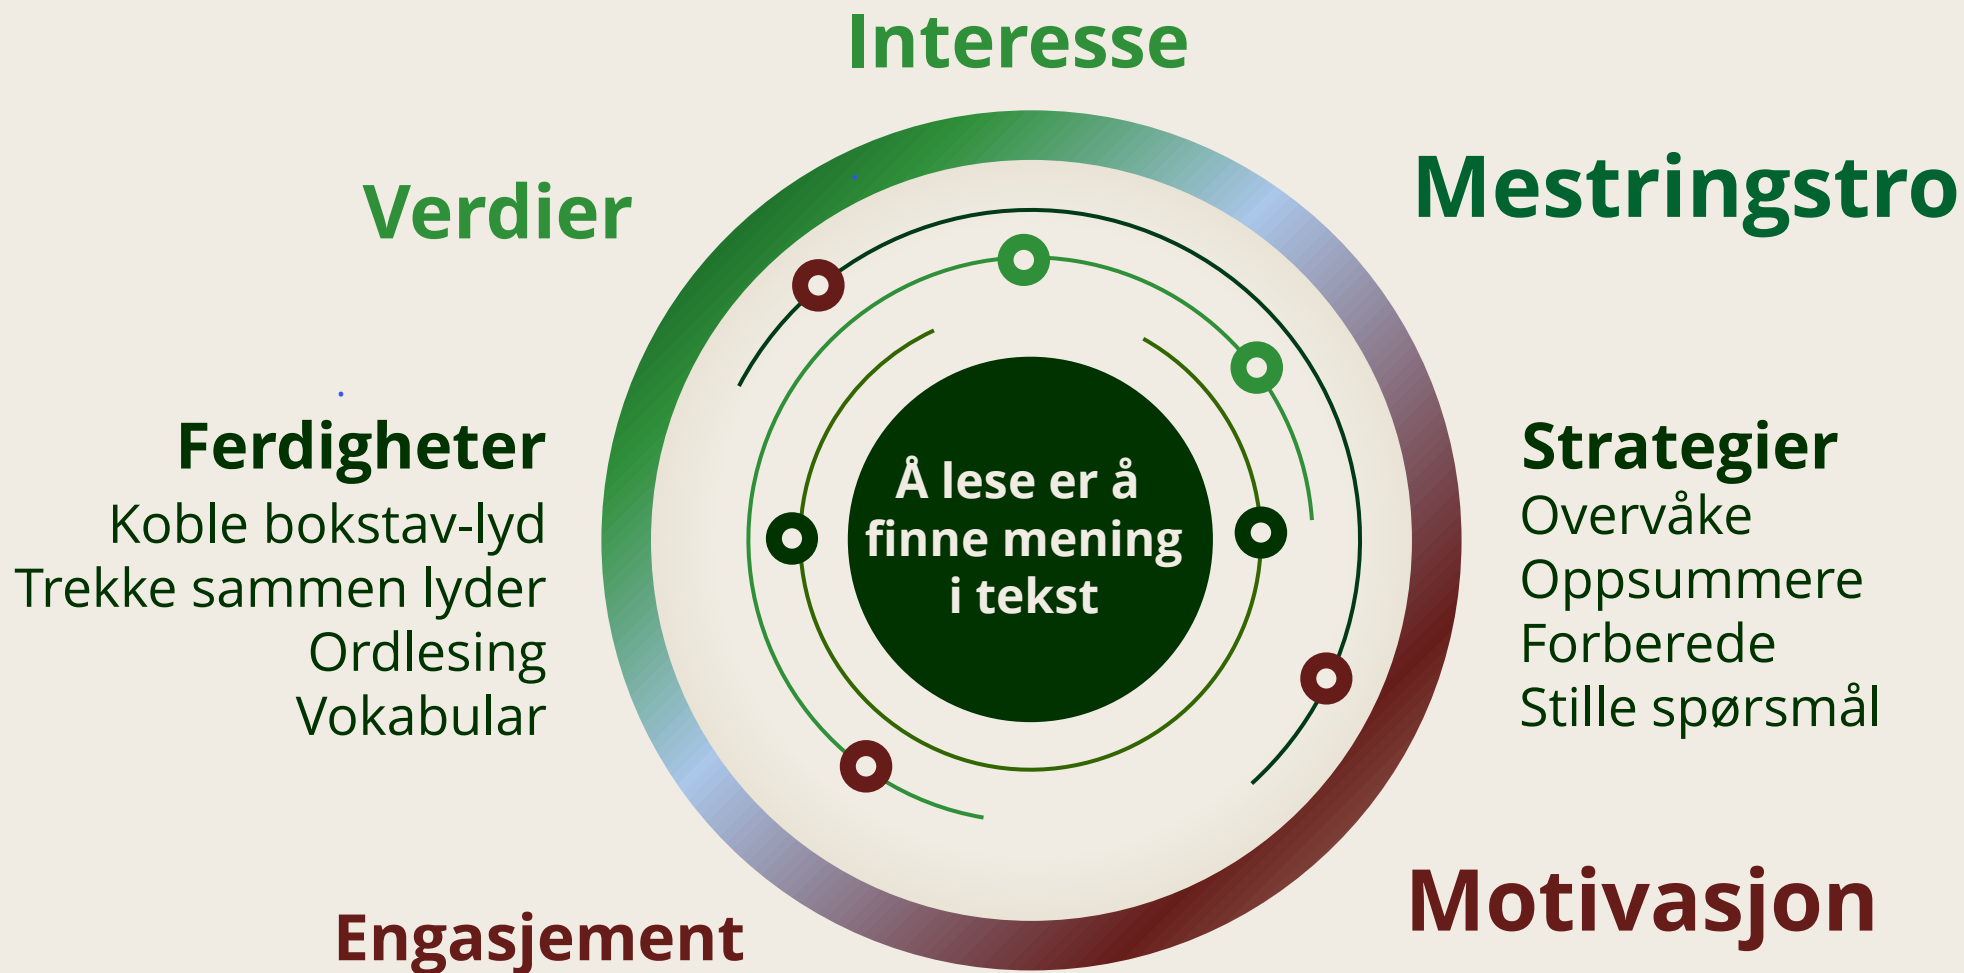 Interesse
Verdier
Mestringstro
Ferdigheter
Koble bokstav-lyd
Trekke sammen lyder
Ordlesing
Vokabular
Å lese er å
finne mening
i tekst
Strategier
Overvåke
Oppsummere
Forberede
Stille spørsmål
Engasjement
Motivasjon